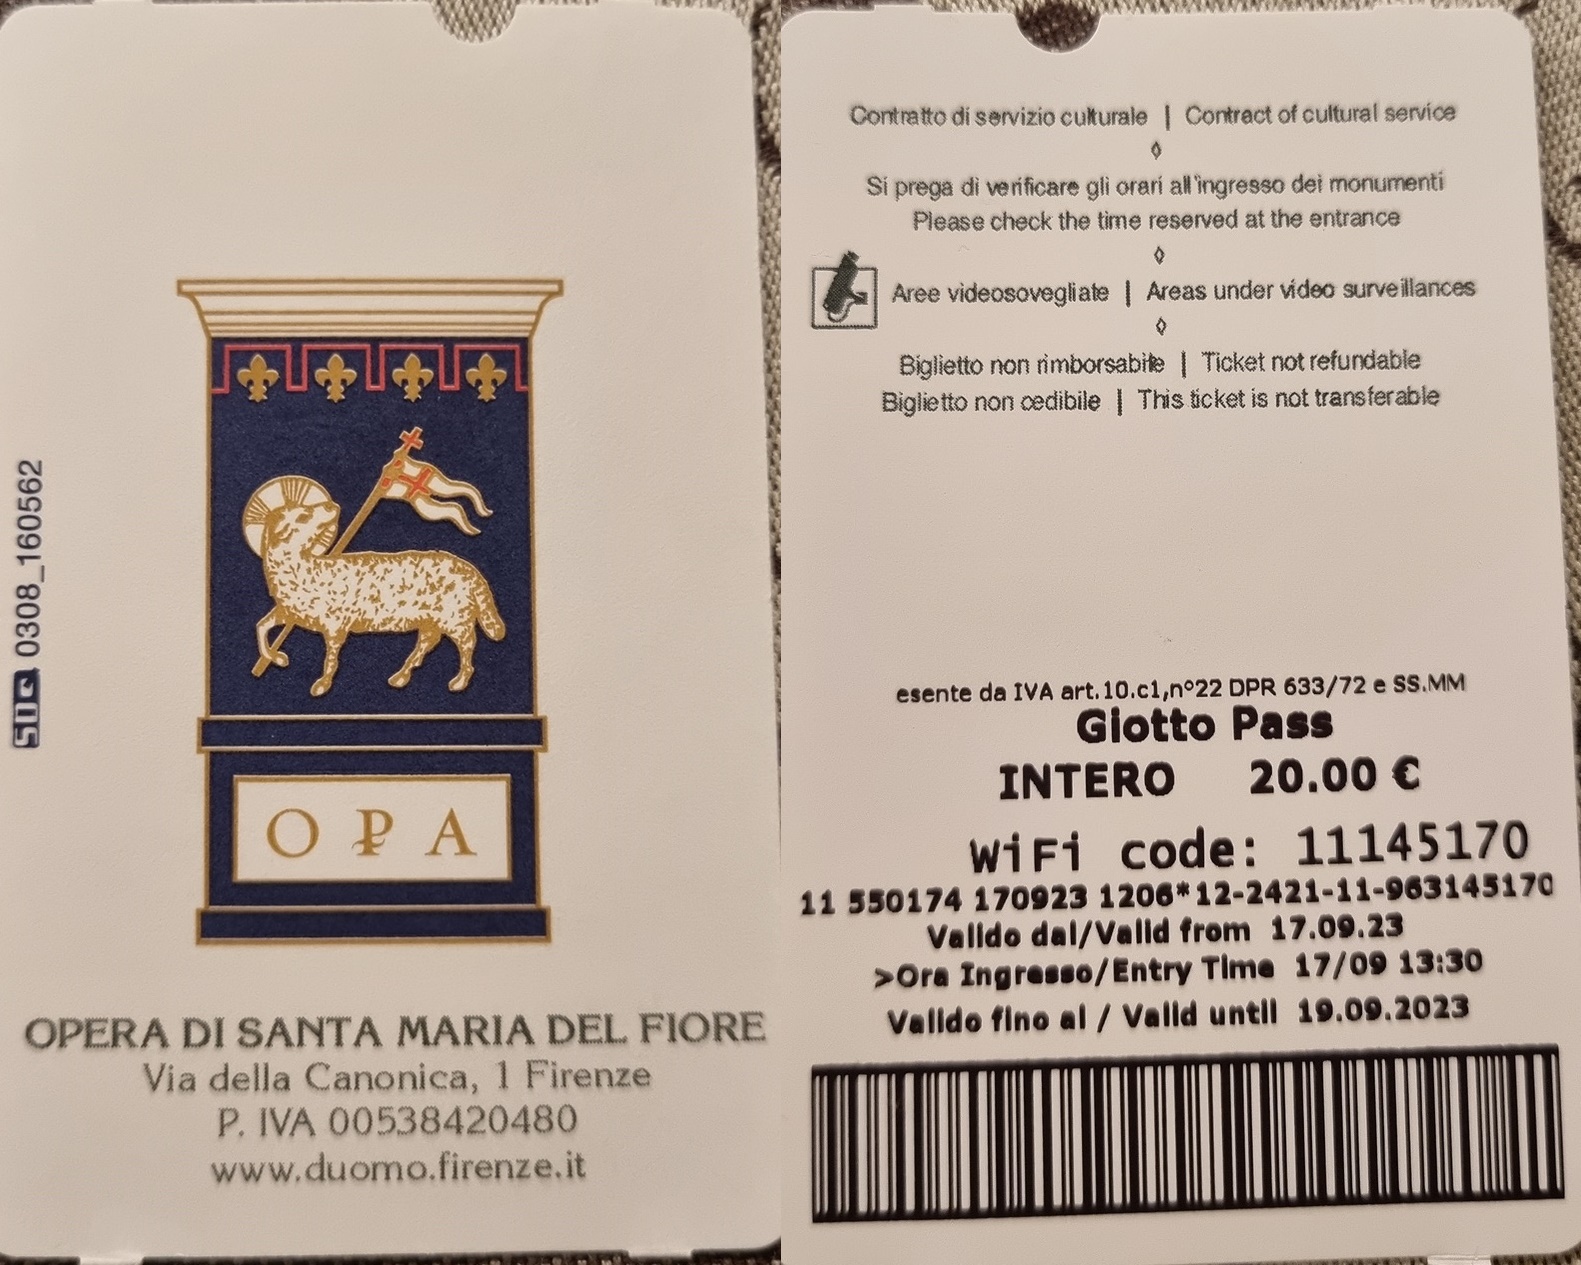 SDQ 0308_160562
OPA
OPERA DI SANTA MARIA DEL FIORE
Via della Canonica, 1 Firenze
P. IVA 00538420480
www.duomo.firenze.it
Contratto di servizio culturale | Contract of cultural service
Si prega di verificare gli orari all'ingresso dei monumenti
Please check the time reserved at the entrance
Aree videosovegliate | Areas under video surveillances
Biglietto non rimborsabile | Ticket not refundable
Biglietto non cedibile | This ticket is not transferable
esente da IVA art.10.c1,n°22 DPR 633/72 e SS.MM
Giotto Pass
INTERO 20.00 €
WiFi code: 11145170
11 550174 170923 1206*12-2421-11-963145170
Valido dal/Valid from 17.09.23
>Ora Ingresso/Entry Time 17/09 13:30
Valido fino al / Valid until 19.09.2023